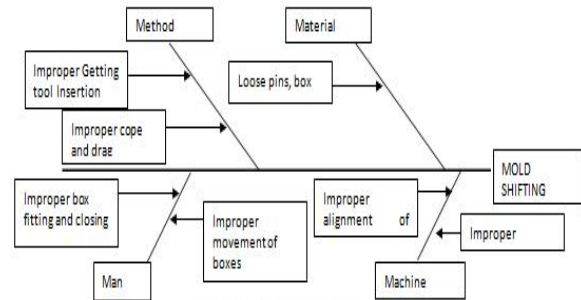 Method
Material
Improper Getting
tool Insertion
Loose pins, box
Improper cope
and drag
MOLD
SHIFTING
Improper box
fitting and closing
Improper
movement of
boxes
Improper
alignment of
Improper
Man
Machine